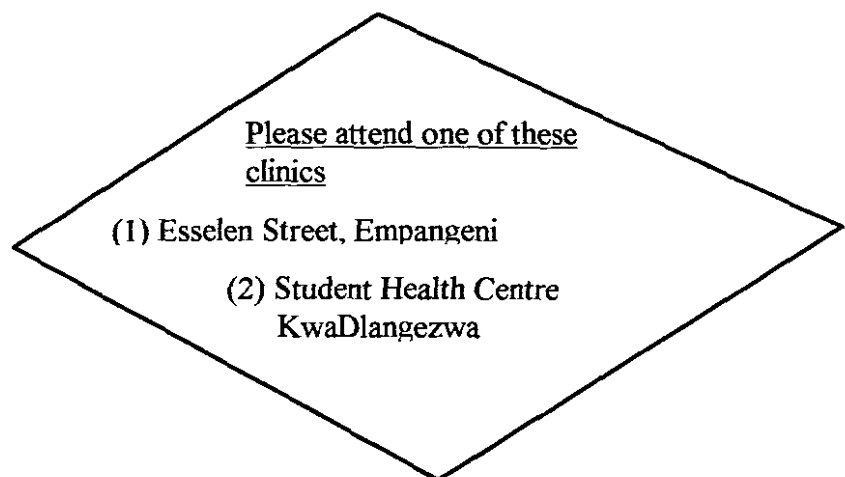 Please attend one of these
clinics
(1) Esselen Street, Empangeni
(2) Student Health Centre
KwaDlangezwa